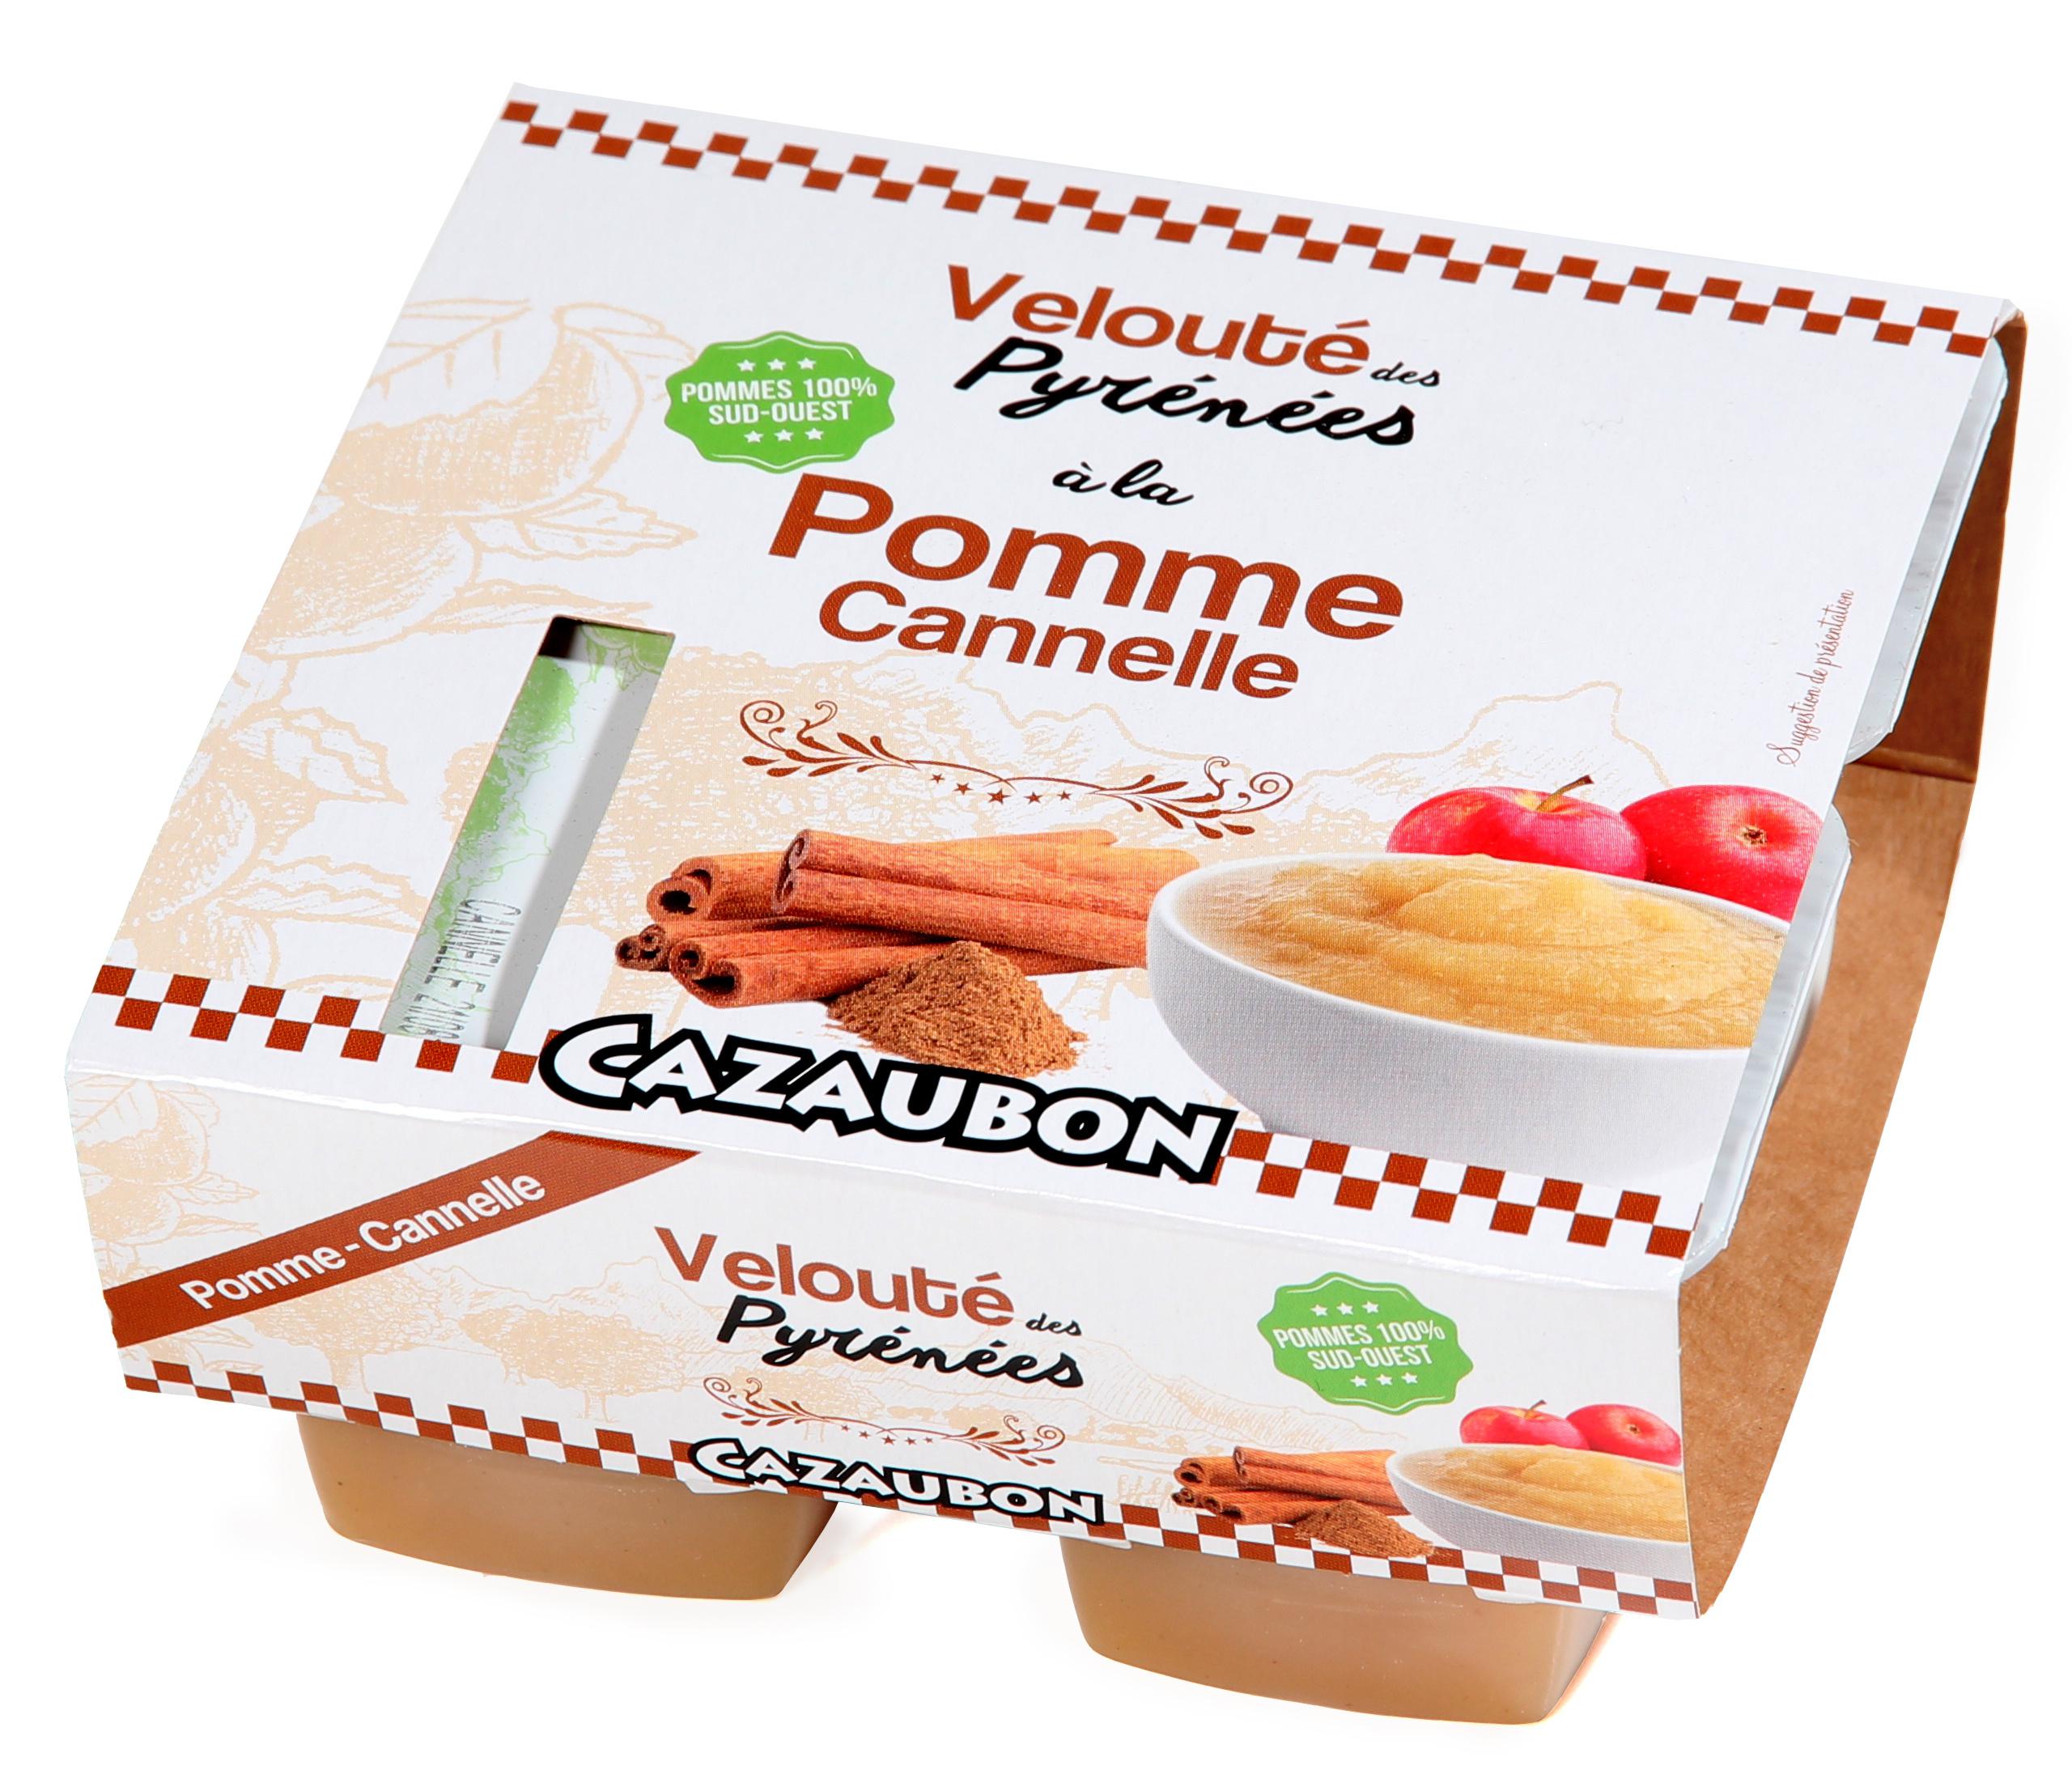 Velouté des
Pyrénées
à la
Pomme
Cannelle
POMMES 100%
SUD-OUEST
Suggestion de présentation
CANNELLE
CAZAUBON
Pomme - Cannelle
Velouté des
Pyrénées
POMMES 100%
SUD-OUEST
CAZAUBON